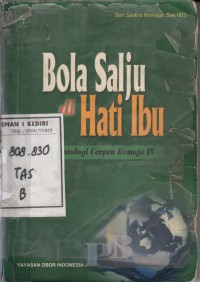 Seri Sastra Remaja: San 003
Bola Salju
di Hati Ibu
SMAN 1 KEDIRI
808.830
TAS
B
Antologi Cerpen Remaja IV
YAYASAN OBOR INDONESIA